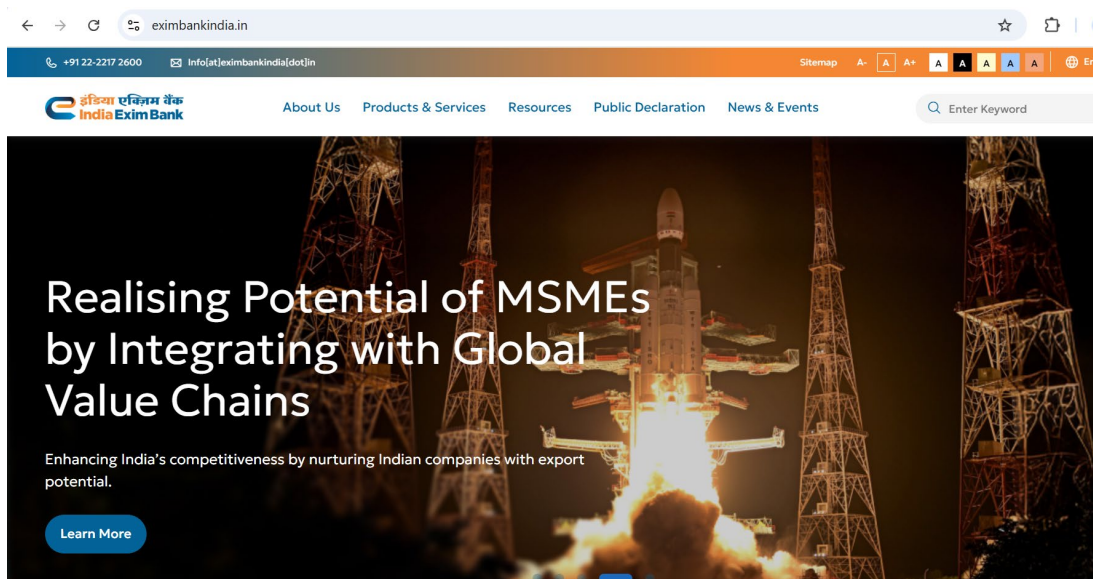 eximbankindia.in
+91 22-2217 2600 Info[at]eximbankindia[dot]in Sitemap A- A A+ A A A A A
इंडिया एक्ज़िम बैंक
India Exim Bank
About Us Products & Services Resources Public Declaration News & Events Enter Keyword
Realising Potential of MSMEs
by Integrating with Global
Value Chains
Enhancing India's competitiveness by nurturing Indian companies with export
potential.
Learn More